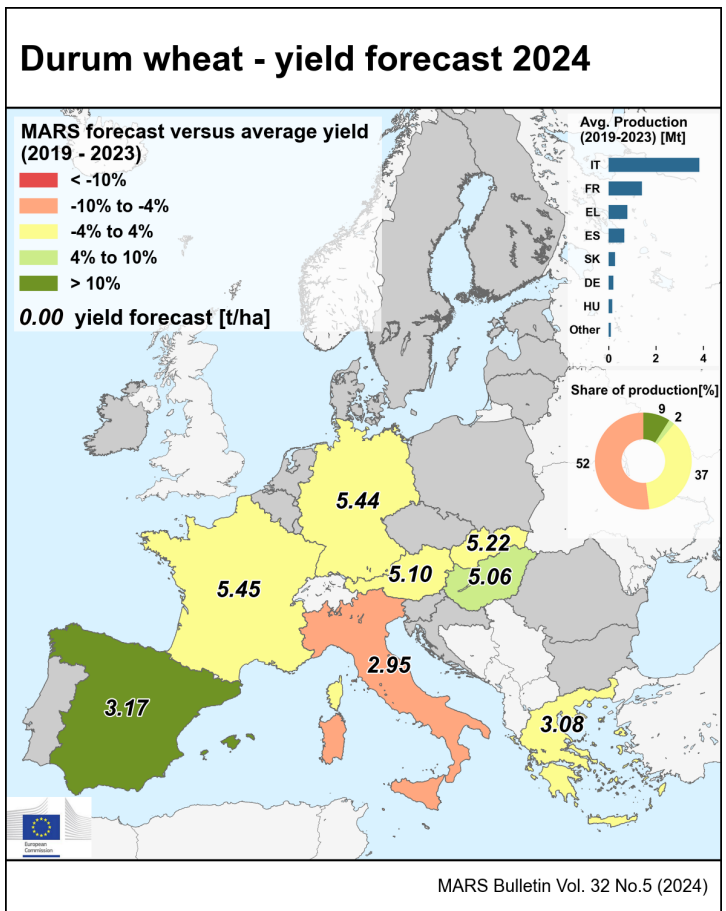 Durum wheat - yield forecast 2024
MARS forecast versus average yield
(2019 - 2023)
< -10%
-10% to -4%
-4% to 4%
4% to 10%
> 10%
0.00 yield forecast [t/ha]
Avg. Production
(2019-2023) [Mt]
IT
FR
EL
ES
SK
DE
HU
Other
0 2 4
Share of production[%]
9
2
52
37
5.44
5.22
5.10
5.06
5.45
2.95
3.17
3.08
European
Commission
MARS Bulletin Vol. 32 No.5 (2024)